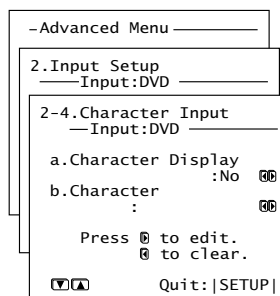 Advanced Menu
2.Input Setup
Input:DVD
2-4.Character Input
Input:DVD
a.Character Display
:No
b.Character
:
Press to edit.
to clear.
Quit:|SETUP|